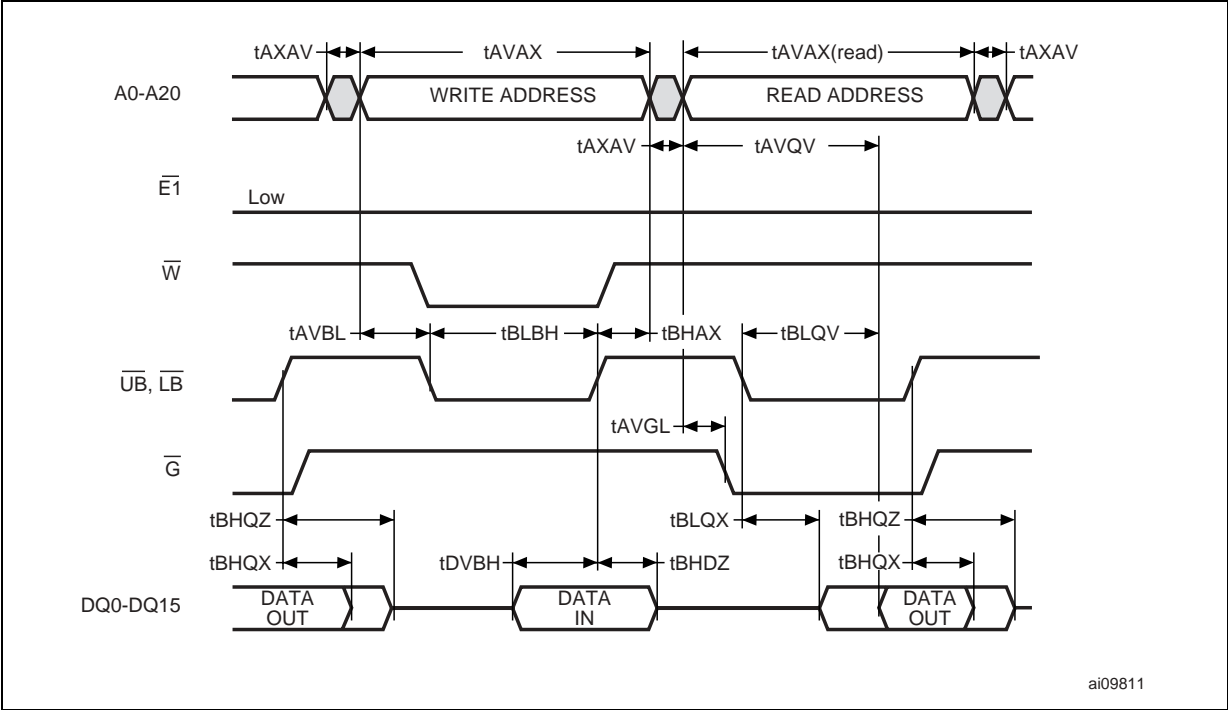 tAXAV tAVAX tAVAX(read) tAXAV
A0-A20 WRITE ADDRESS READ ADDRESS
tAXAV tAVQV
E1
Low
W
tAVBL tBLBH tBHAX tBLQV
UB, LB
tAVGL
G
tBHQZ tBLQX tBHQZ
tBHQX tDVBH tBHDZ tBHQX
DQ0-DQ15 DATA OUT DATA IN DATA OUT
ai09811